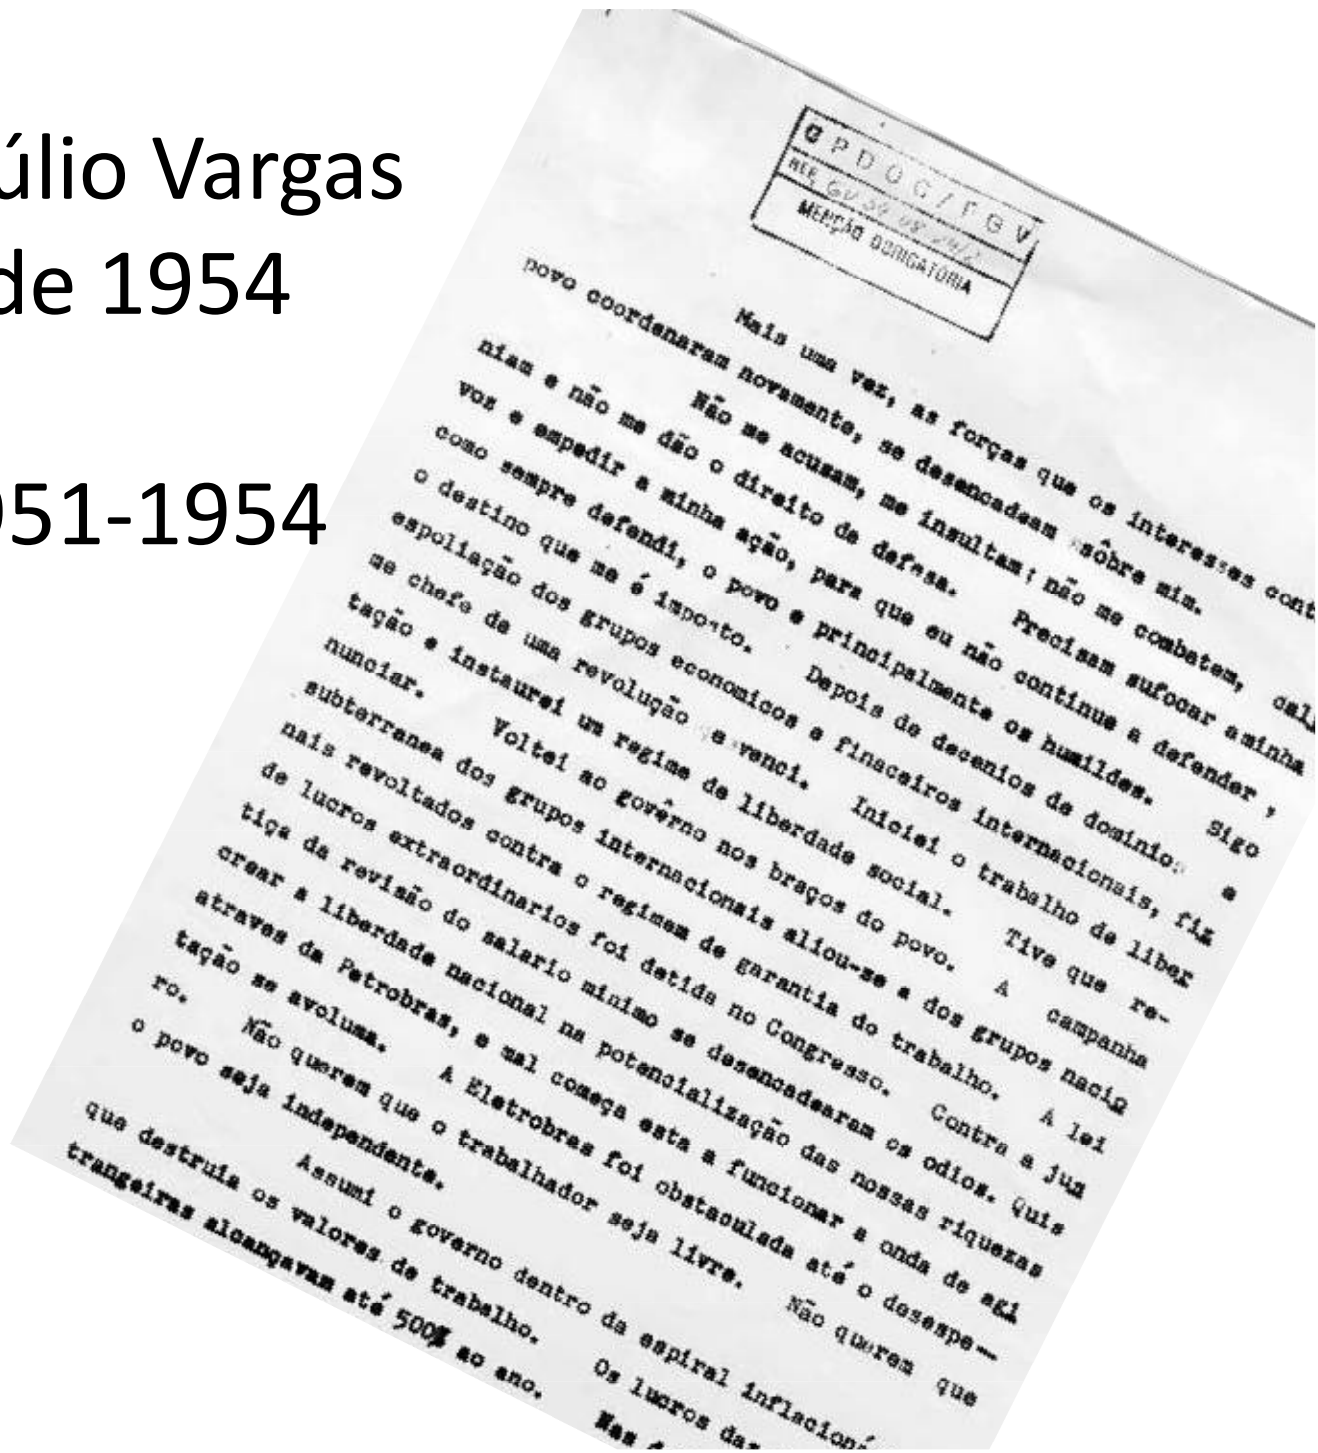 úlio Vargas
de 1954
951-1954
CPDOC/FGV
MENÇÃO OBRIGATÓRIA
Mais uma vez, as forças que os interesses cont
povo coordenaram novamente, se desencadeam sôbre mim.
Não me acusam, me insultam; não me combatem, calu
niam e não me dão o direito de defesa. Precisam sufocar aminha
voz e empedir a minha ação, para que eu não continue a defender ,
como sempre defendi, o povo e principalmente os humildes. Sigo
o destino que me é imposto. Depois de decenios de dominio e
espoliação dos grupos economicos e finaceiros internacionais, fiz
me chefe de uma revolução e venci. Iniciei o trabalho de liber
tação e instaurei um regime de liberdade social. Tive que re-
nunciar. Voltei ao govêrno nos braços do povo. A campanha
subterranea dos grupos internacionais aliou-se a dos grupos nacio
nais revoltados contra o regimem de garantia do trabalho. A lei
de lucros extraordinarios foi detida no Congresso. Contra a jus
tiça da revisão do salario minimo se desencadearam os odios. Quis
crear a liberdade nacional na potencialização das nossas riquezas
atraves da Petrobras, e mal começa esta a funcionar a onda de agi
tação se avoluma. A Eletrobras foi obstaculada até o desespe-
ro. Não querem que o trabalhador seja livre. Não querem que
o povo seja independente.
Assumi o governo dentro da espiral inflacioná
que destruia os valores de trabalho. Os lucros das
trangeiras alcançavam até 500% ao ano. Nas